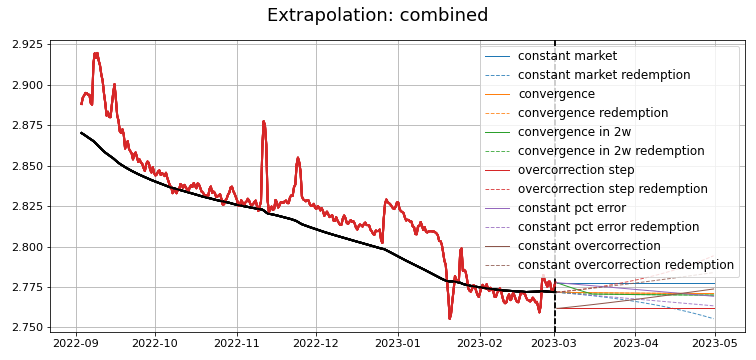 Extrapolation: combined
2.925
2.900
2.875
2.850
2.825
2.800
2.775
2.750
constant market
constant market redemption
convergence
convergence redemption
convergence in 2w
convergence in 2w redemption
overcorrection step
overcorrection step redemption
constant pct error
constant pct error redemption
constant overcorrection
constant overcorrection redemption
2022-09 2022-10 2022-11 2022-12 2023-01 2023-02 2023-03 2023-04 2023-05